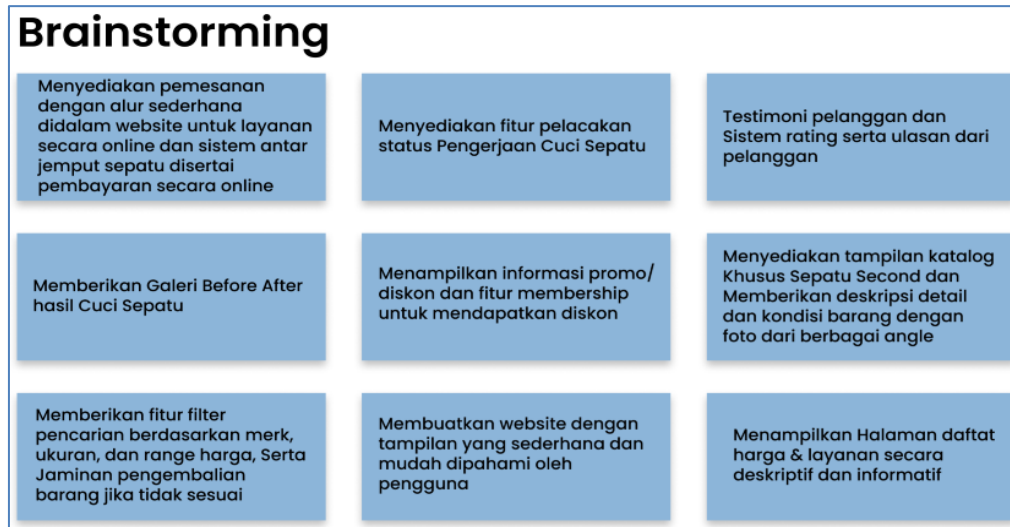 Brainstorming
Menyediakan pemesanan
dengan alur sederhana
didalam website untuk layanan
secara online dan sistem antar
jemput sepatu disertai
pembayaran secara online
Menyediakan fitur pelacakan
status Pengerjaan Cuci Sepatu
Testimoni pelanggan dan
Sistem rating serta ulasan dari
pelanggan
Memberikan Galeri Before After
hasil Cuci Sepatu
Menampilkan informasi promo/
diskon dan fitur membership
untuk mendapatkan diskon
Menyediakan tampilan katalog
Khusus Sepatu Second dan
Memberikan deskripsi detail
dan kondisi barang dengan
foto dari berbagai angle
Memberikan fitur filter
pencarian berdasarkan merk,
ukuran, dan range harga, Serta
Jaminan pengembalian
barang jika tidak sesuai
Membuatkan website dengan
tampilan yang sederhana dan
mudah dipahami oleh
pengguna
Menampilkan Halaman daftat
harga & layanan secara
deskriptif dan informatif